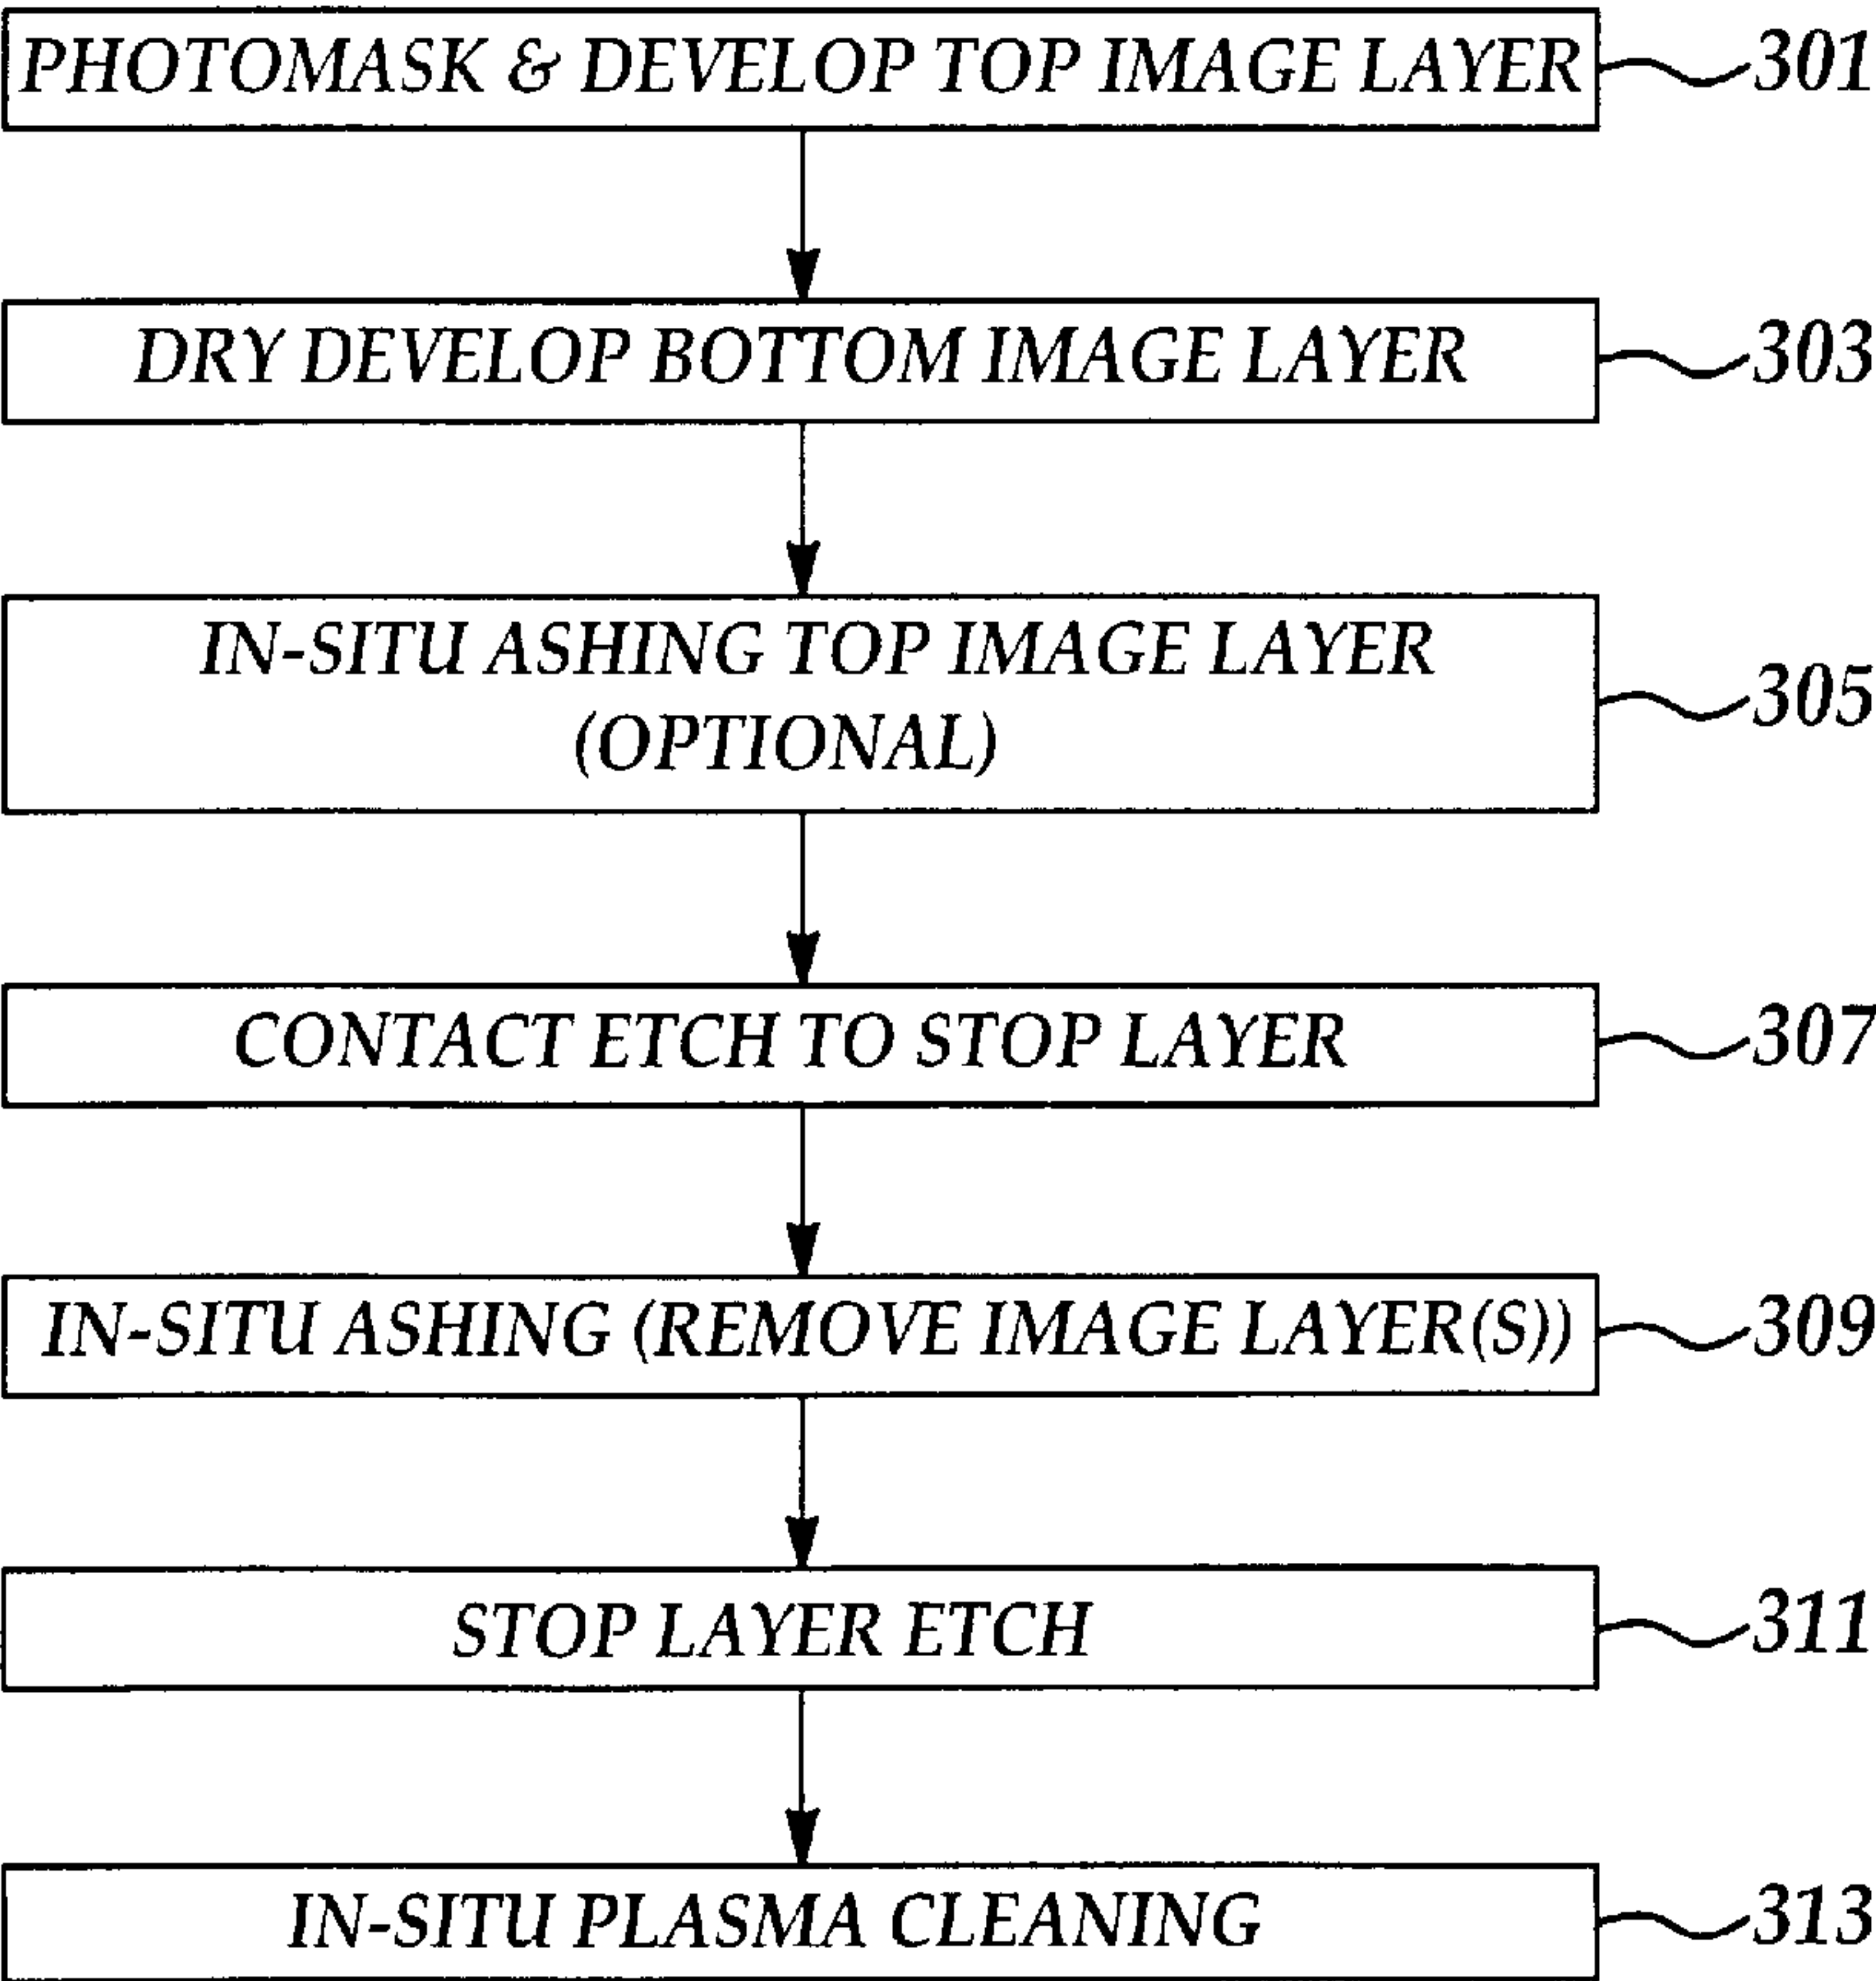 PHOTOMASK & DEVELOP TOP IMAGE LAYER 301
DRY DEVELOP BOTTOM IMAGE LAYER 303
IN-SITU ASHING TOP IMAGE LAYER
(OPTIONAL) 305
CONTACT ETCH TO STOP LAYER 307
IN-SITU ASHING (REMOVE IMAGE LAYER(S)) 309
STOP LAYER ETCH 311
IN-SITU PLASMA CLEANING 313